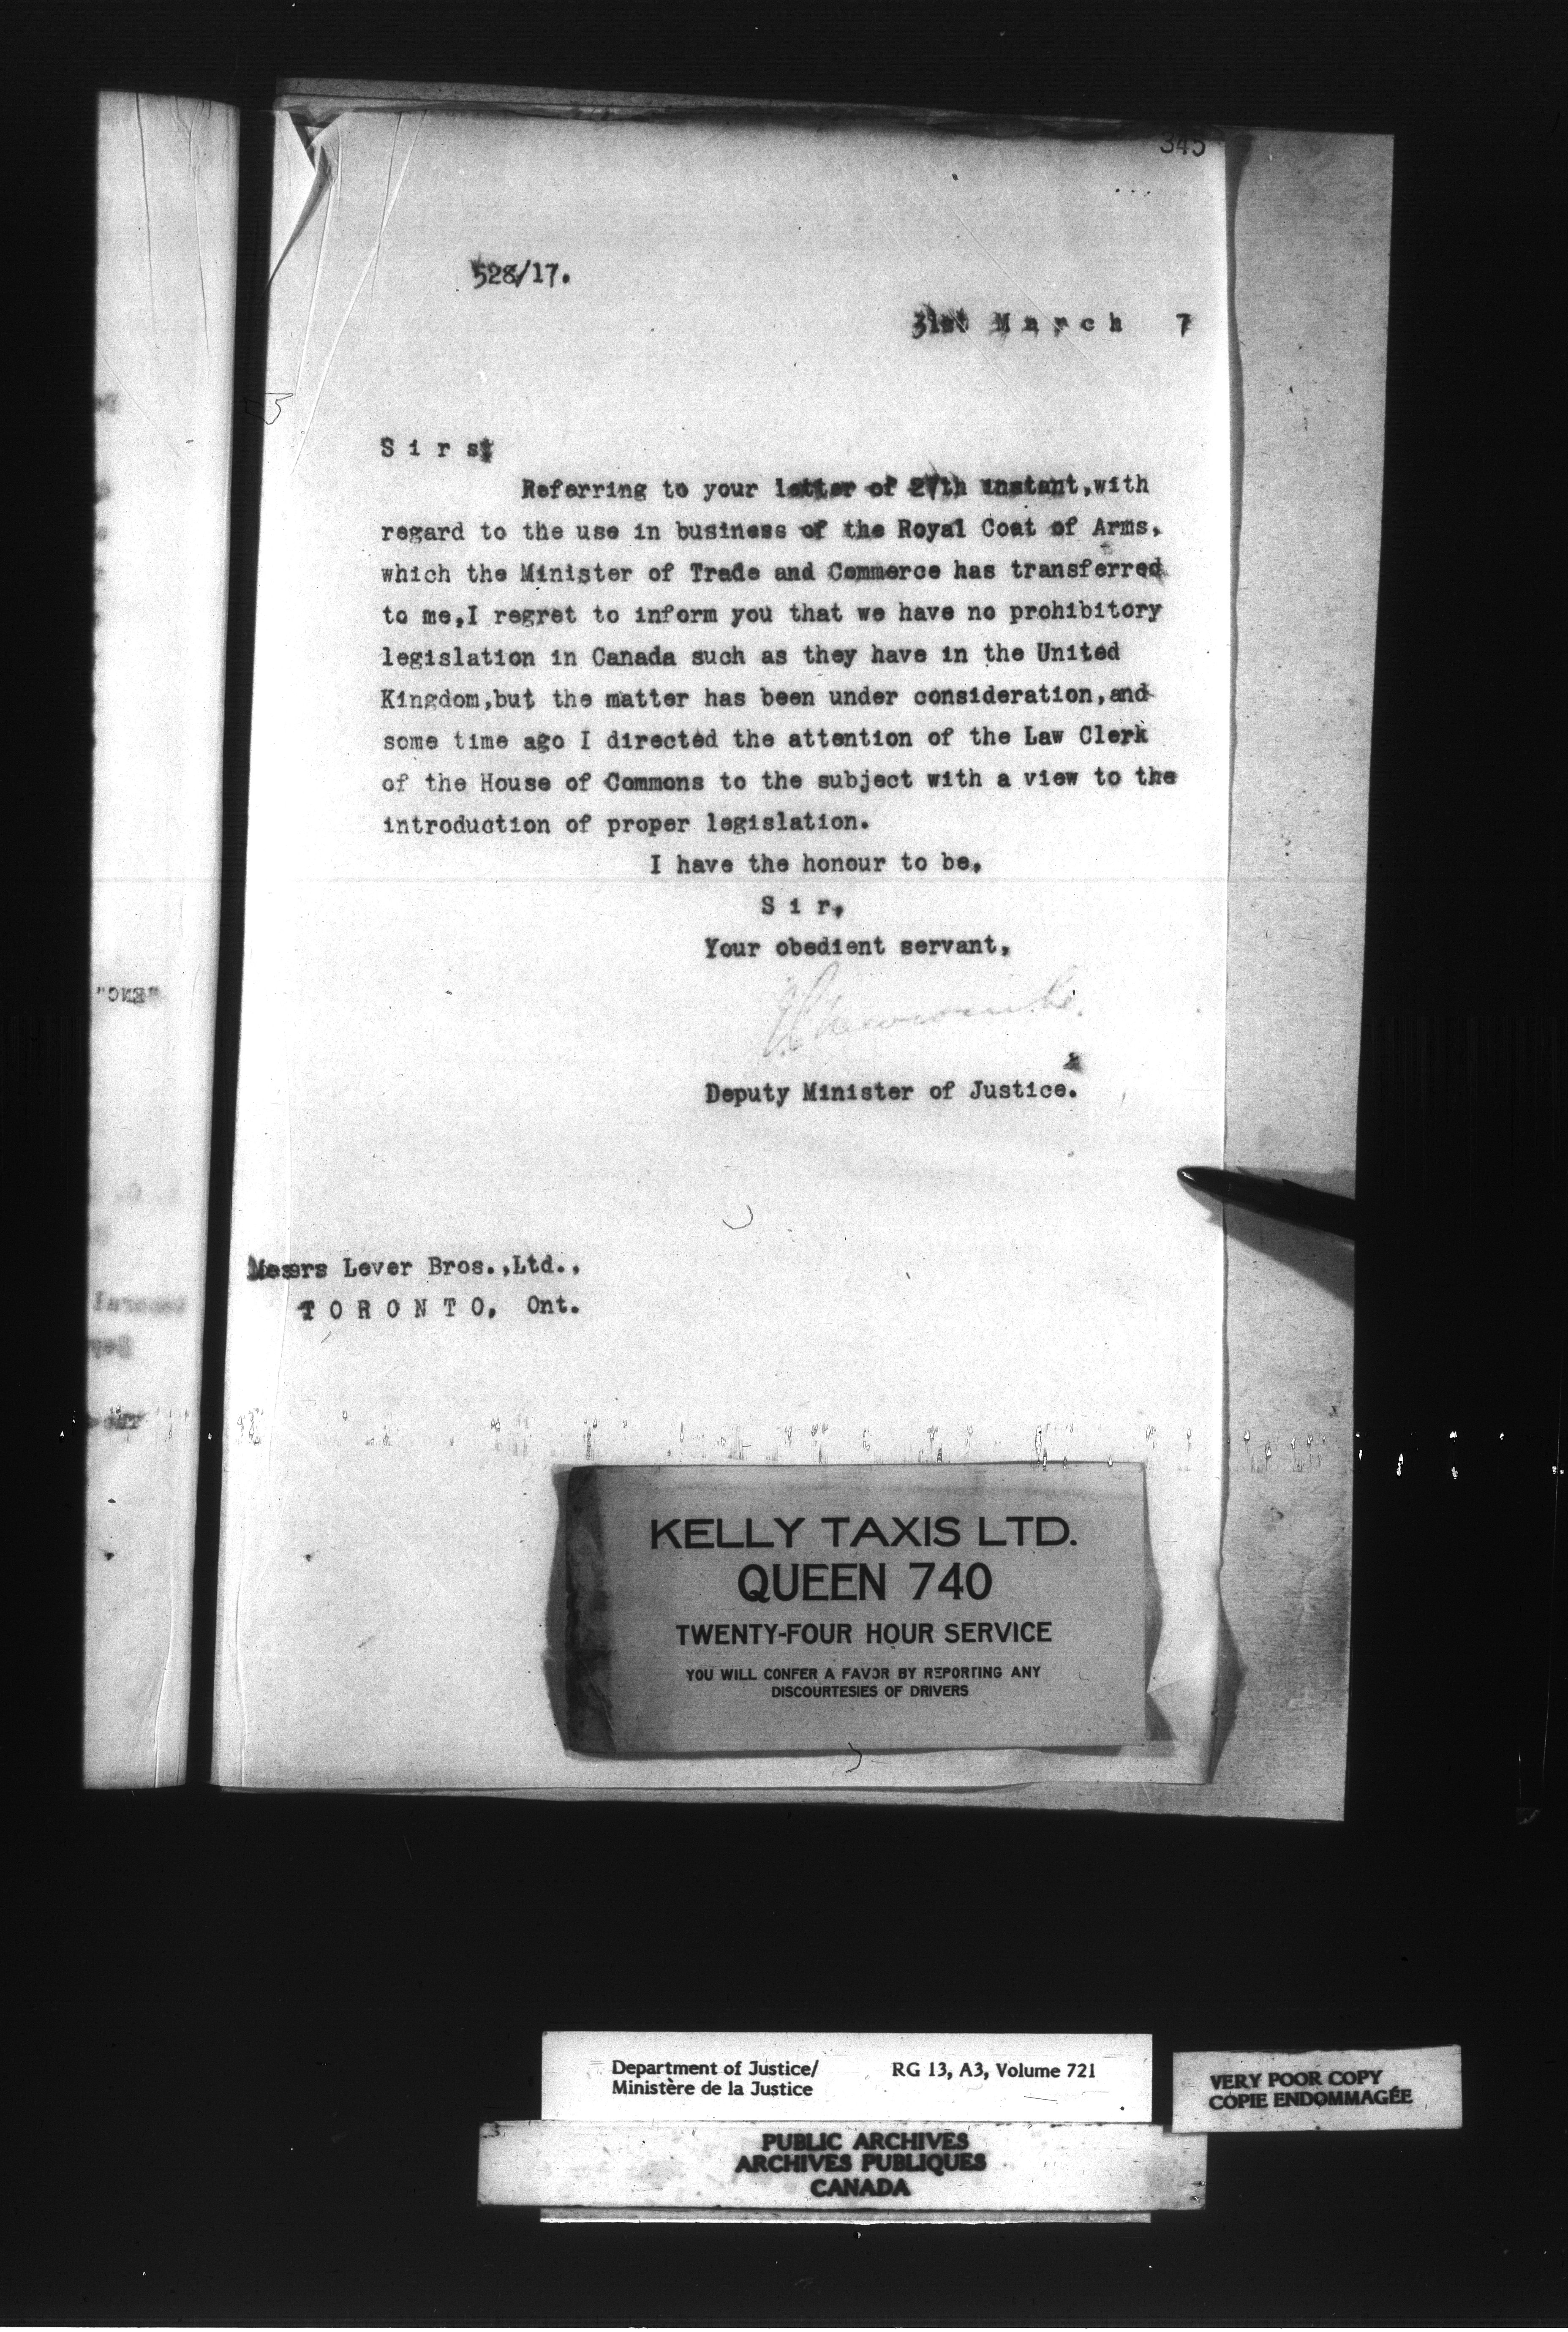 345
528/17.
31st March 7
Sirs:
Referring to your letter of 27th instant,with
regard to the use in business of the Royal Coat of Arms,
which the Minister of Trade and Commerce has transferred
to me,I regret to inform you that we have no prohibitory
legislation in Canada such as they have in the United
Kingdom,but the matter has been under consideration,and
some time ago I directed the attention of the Law Clerk
of the House of Commons to the subject with a view to the
introduction of proper legislation.
I have the honour to be,
Sir,
Your obedient servant,
Newcombe.
Deputy Minister of Justice.
Messrs Lever Bros.,Ltd.,
TORONTO, Ont.
"ENC"
KELLY TAXIS LTD.
QUEEN 740
TWENTY-FOUR HOUR SERVICE
YOU WILL CONFER A FAVOR BY REPORTING ANY
DISCOURTESIES OF DRIVERS
Department of Justice/ RG 13, A3, Volume 721
Ministère de la Justice
VERY POOR COPY
COPIE ENDOMMAGÉE
PUBLIC ARCHIVES
ARCHIVES PUBLIQUES
CANADA